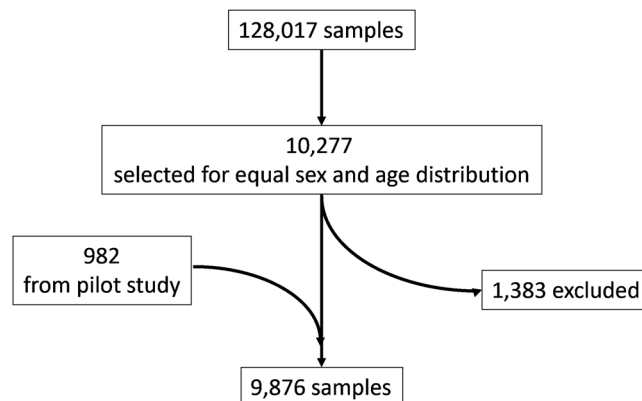 128,017 samples
10,277
selected for equal sex and age distribution
982
from pilot study
1,383 excluded
9,876 samples